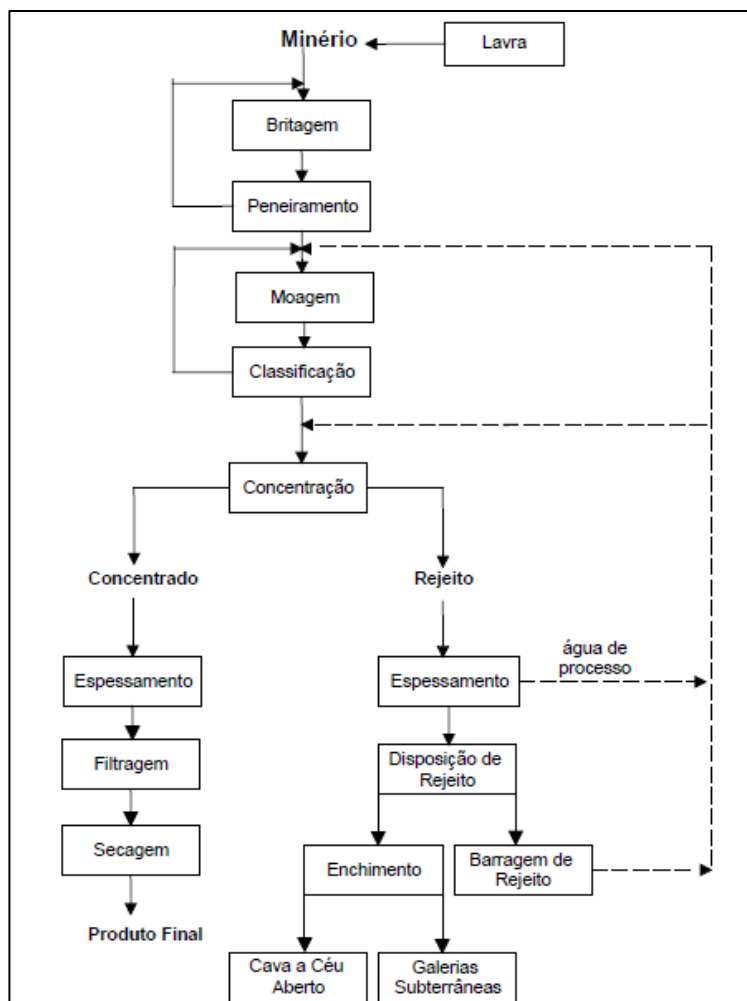 Minério
Lavra
Britagem
Peneiramento
Moagem
Classificação
Concentração
Concentrado
Rejeito
água de
processo
Espessamento
Espessamento
Filtragem
Disposição de
Rejeito
Secagem
Enchimento
Barragem de
Rejeito
Produto Final
Cava a Céu
Aberto
Galerias
Subterrâneas